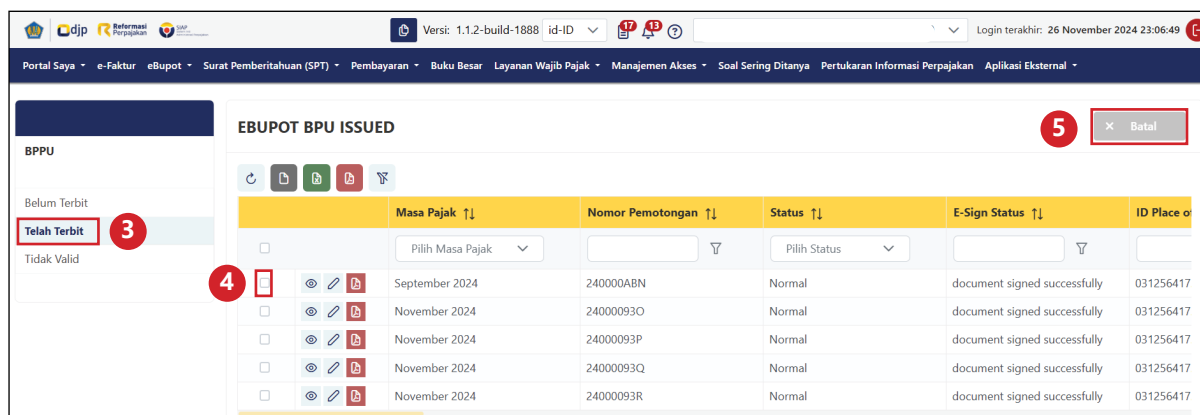 djp Reformasi Perpajakan SIAP Versi: 1.1.2-build-1888 id-ID 17 13 Login terakhir: 26 November 2024 23:06:49
Portal Saya e-Faktur eBupot Surat Pemberitahuan (SPT) Pembayaran Buku Besar Layanan Wajib Pajak Manajemen Akses Soal Sering Ditanya Pertukaran Informasi Perpajakan Aplikasi Eksternal
EBUPOT BPU ISSUED 5 × Batal
BPPU
Belum Terbit
Telah Terbit 3
Tidak Valid
Masa Pajak ↑↓ Nomor Pemotongan ↑↓ Status ↑↓ E-Sign Status ↑↓ ID Place of
Pilih Masa Pajak Pilih Status
4 September 2024 240000ABN Normal document signed successfully 031256417
November 2024 24000093O Normal document signed successfully 031256417
November 2024 24000093P Normal document signed successfully 031256417
November 2024 24000093Q Normal document signed successfully 031256417
November 2024 24000093R Normal document signed successfully 031256417